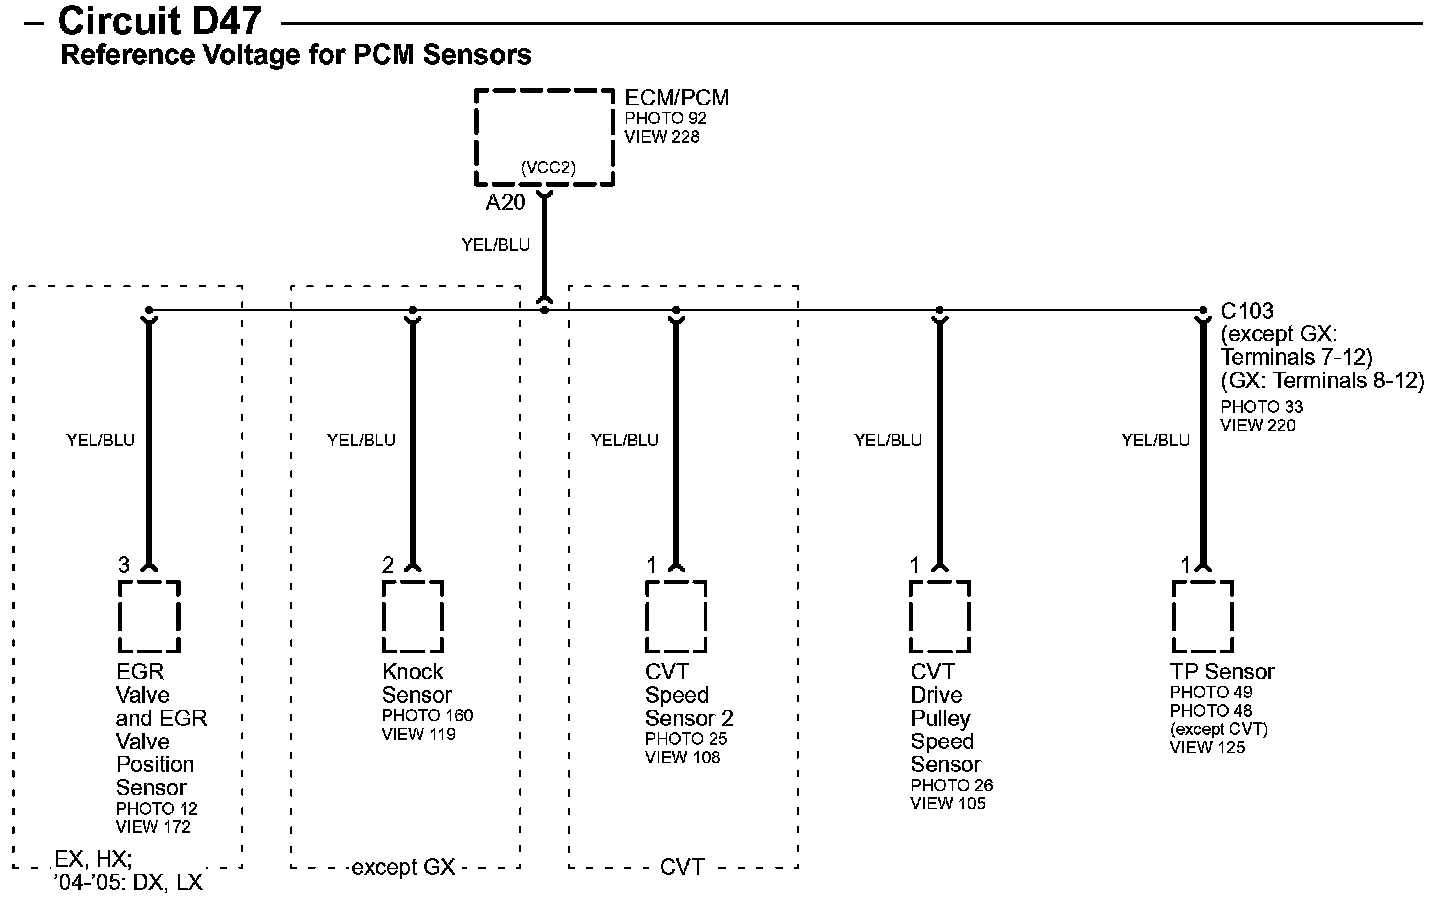 Circuit D47
Reference Voltage for PCM Sensors
ECM/PCM
PHOTO 92
VIEW 228
(VCC2)
A20
YEL/BLU
C103
(except GX:
Terminals 7-12)
(GX: Terminals 8-12)
PHOTO 33
VIEW 220
YEL/BLU
YEL/BLU
YEL/BLU
YEL/BLU
YEL/BLU
3
2
1
1
1
EGR
Valve
and EGR
Valve
Position
Sensor
PHOTO 12
VIEW 172
Knock
Sensor
PHOTO 160
VIEW 119
CVT
Speed
Sensor 2
PHOTO 25
VIEW 108
CVT
Drive
Pulley
Speed
Sensor
PHOTO 26
VIEW 105
TP Sensor
PHOTO 49
PHOTO 48
(except CVT)
VIEW 125
EX, HX;
'04-'05: DX, LX
except GX
CVT